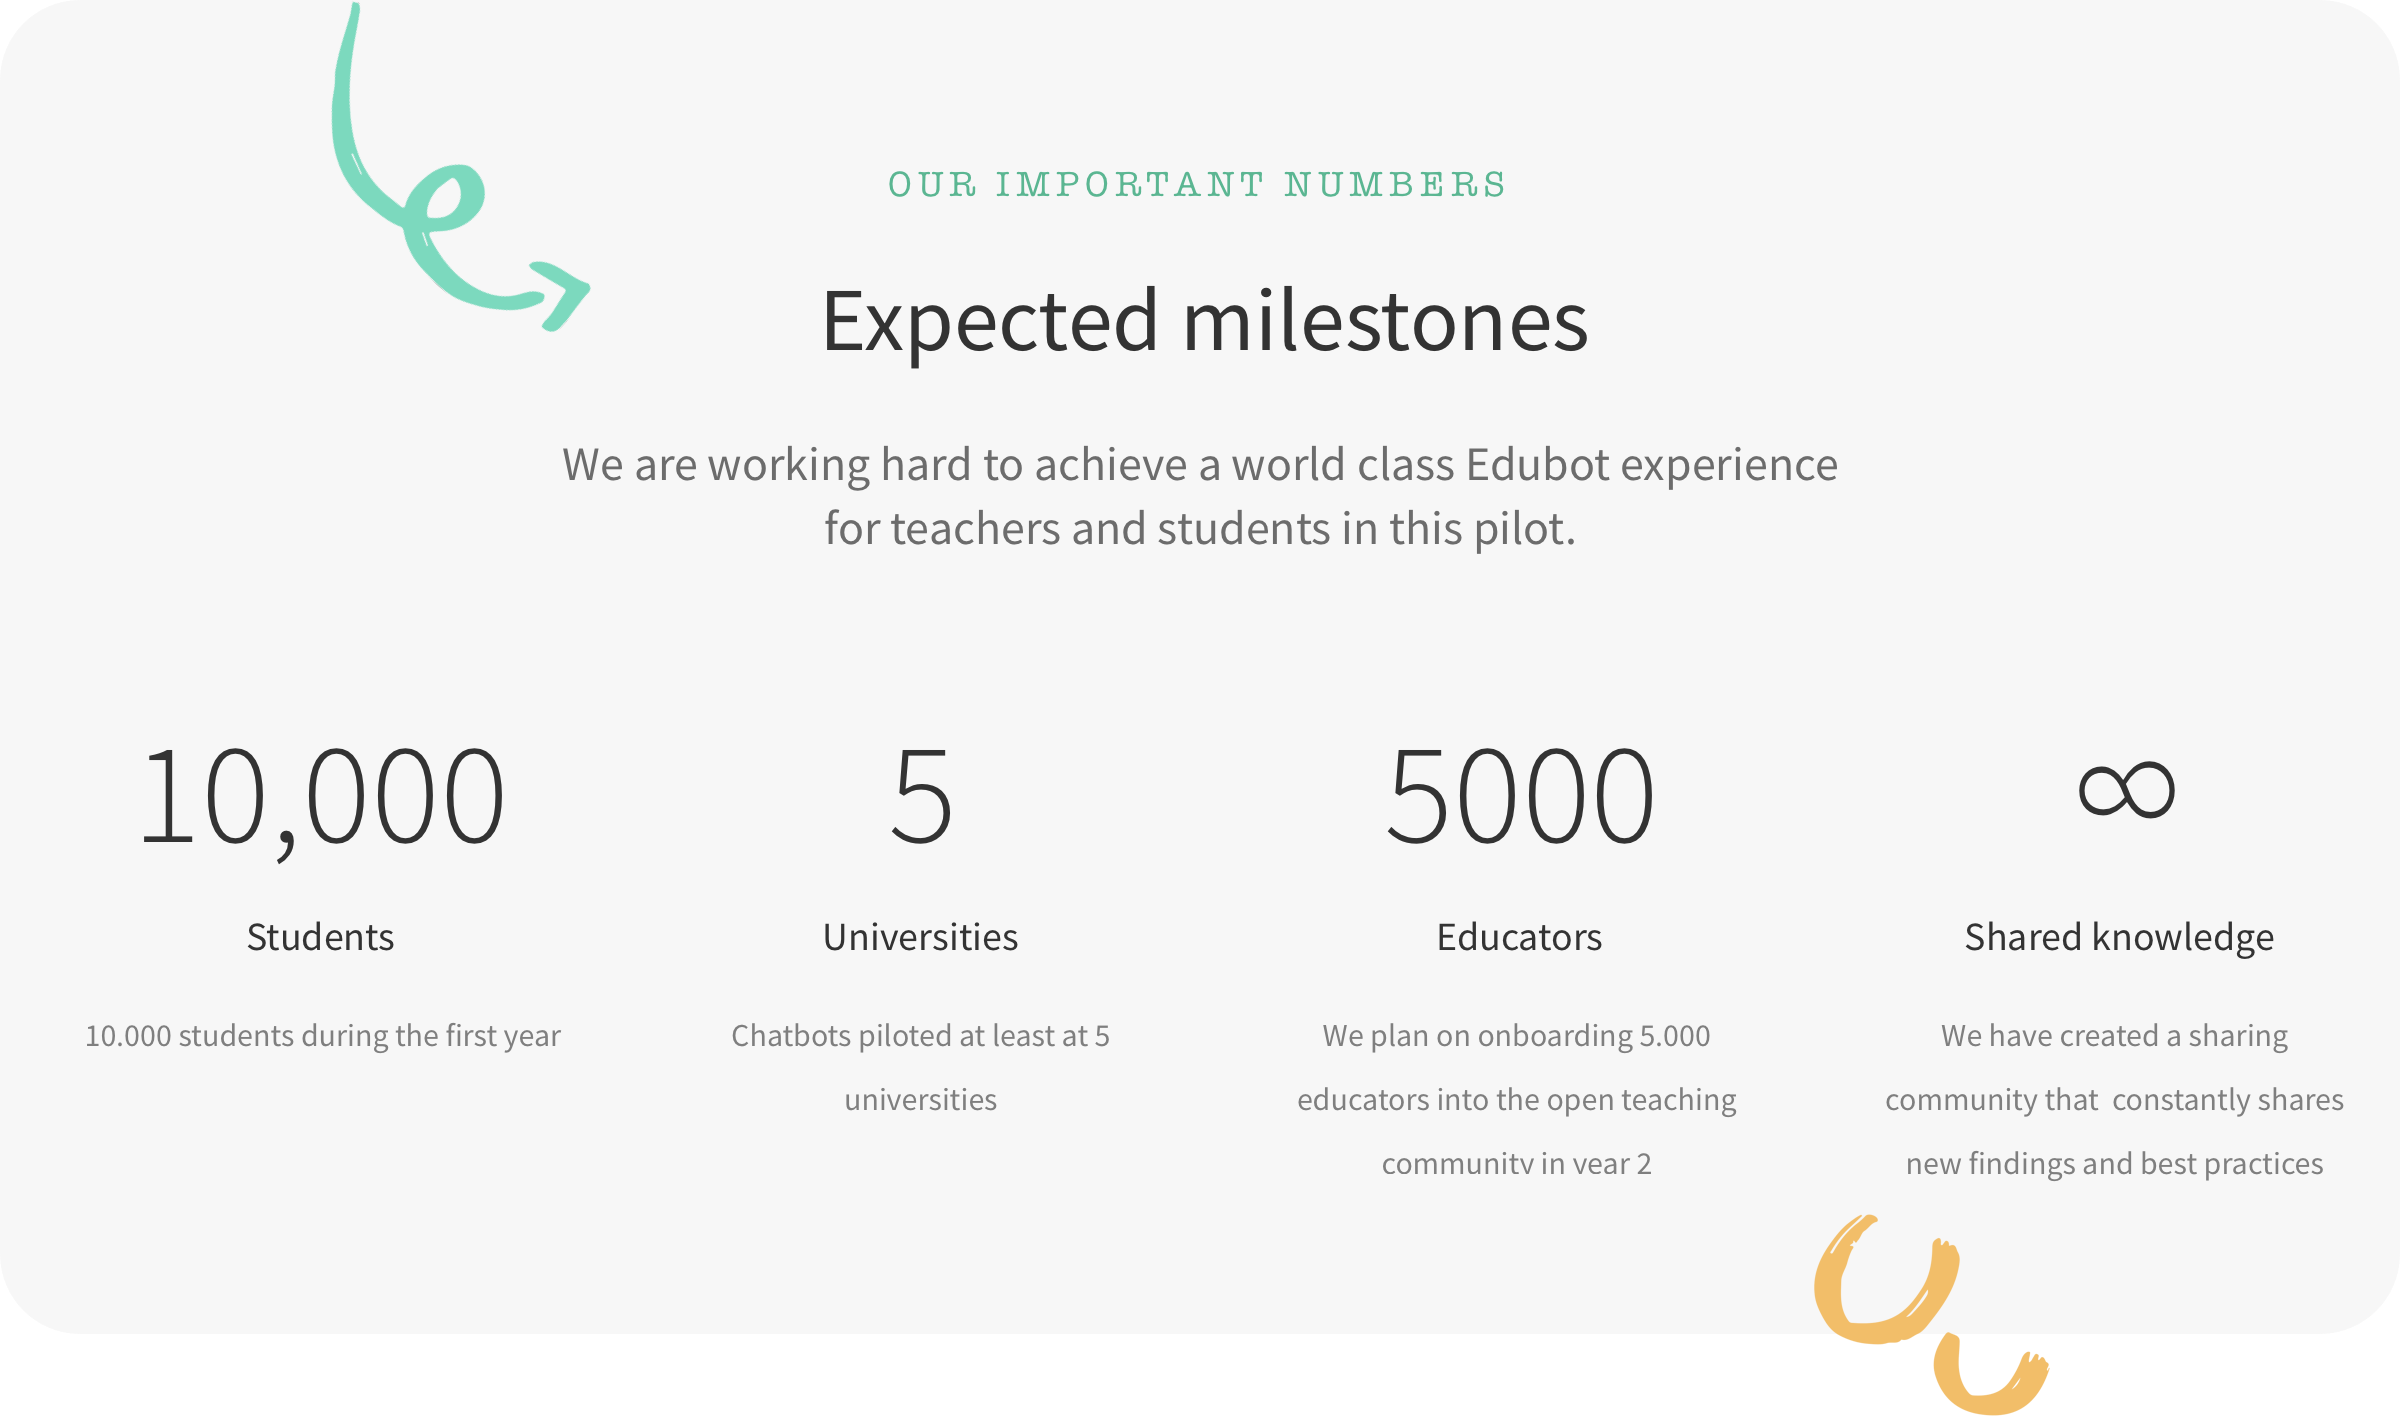 OUR IMPORTANT NUMBERS
Expected milestones
We are working hard to achieve a world class Edubot experience
for teachers and students in this pilot.
10,000
Students
10.000 students during the first year
5
Universities
Chatbots piloted at least at 5
universities
5000
Educators
We plan on onboarding 5.000
educators into the open teaching
community in year 2
∞
Shared knowledge
We have created a sharing
community that  constantly shares
new findings and best practices